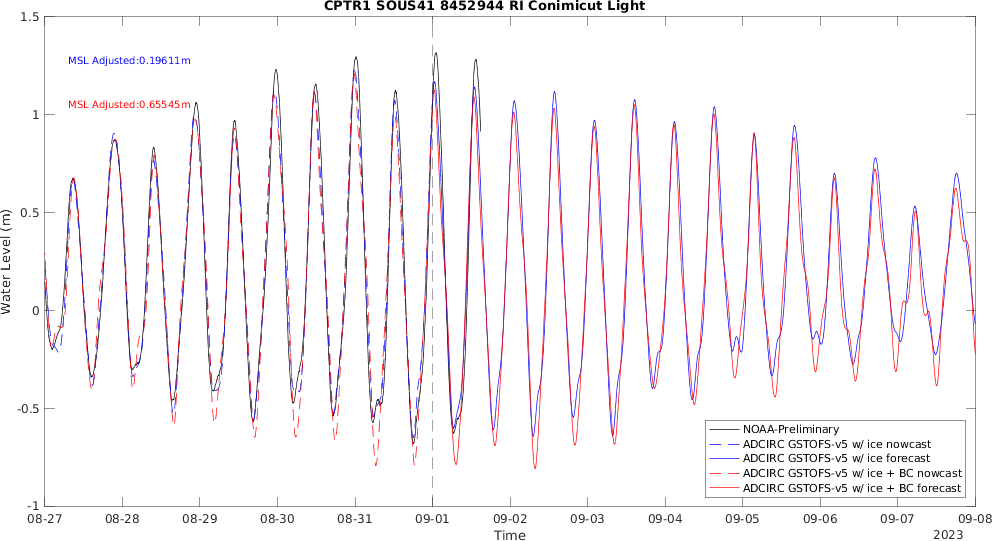 CPTR1 SOUS41 8452944 RI Conimicut Light
1.5
MSL Adjusted:0.19611m
MSL Adjusted:0.65545m
1
0.5
0
-0.5
-1
Water Level (m)
NOAA-Preliminary
ADCIRC GSTOFS-v5 w/ ice nowcast
ADCIRC GSTOFS-v5 w/ ice forecast
ADCIRC GSTOFS-v5 w/ ice + BC nowcast
ADCIRC GSTOFS-v5 w/ ice + BC forecast
08-27 08-28 08-29 08-30 08-31 09-01 09-02 09-03 09-04 09-05 09-06 09-07 09-08
Time
2023